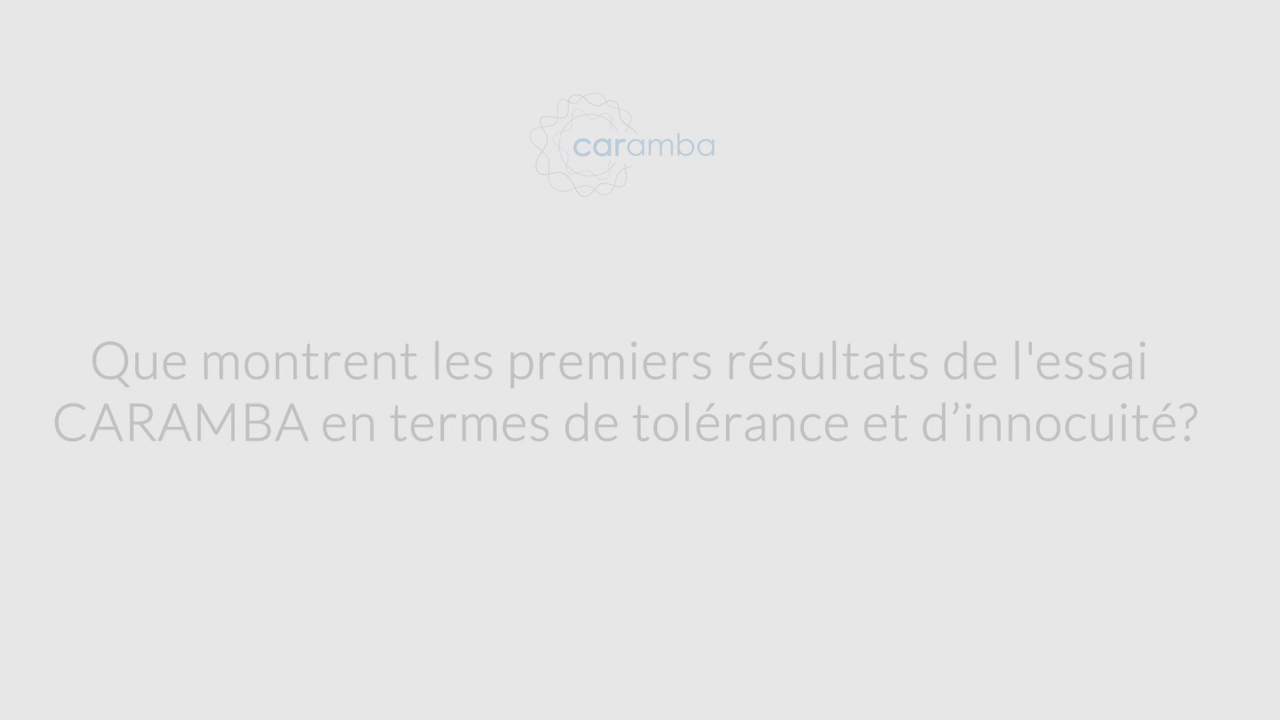 caramba
Que montrent les premiers résultats de l'essai
CARAMBA en termes de tolérance et d’innocuité?